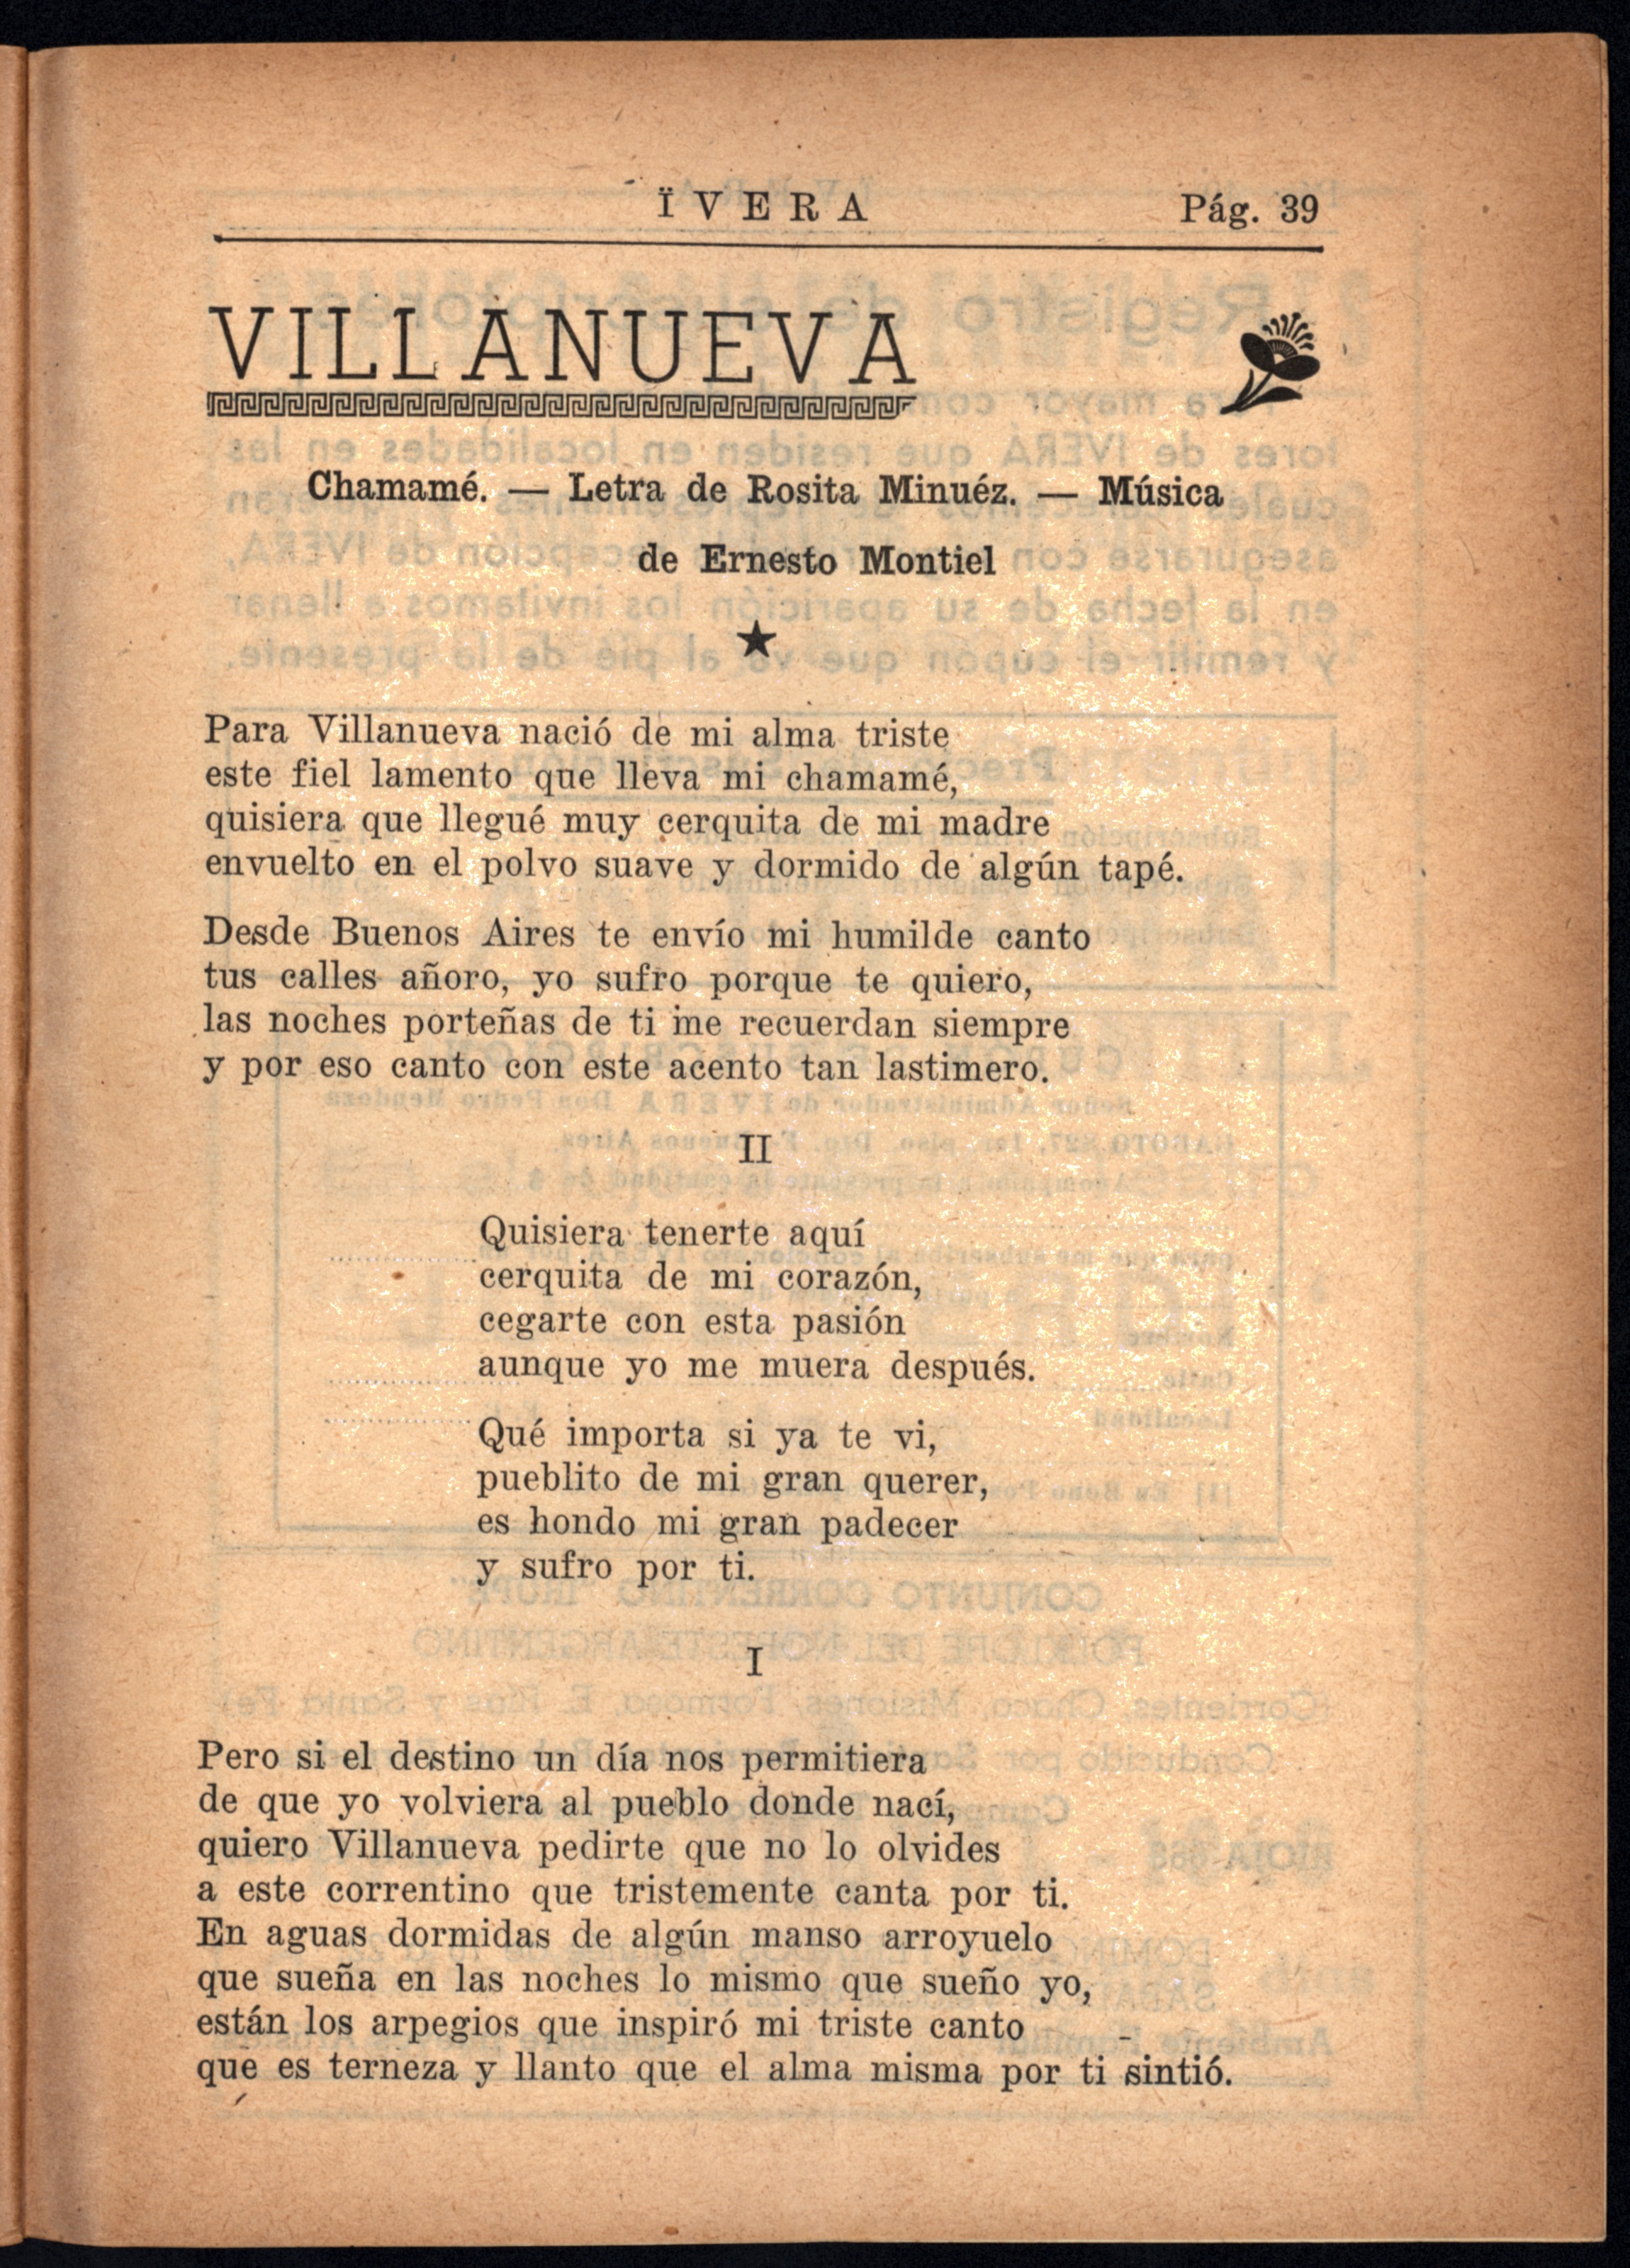 ÏVERA Pág. 39
VILLANUEVA
Chamamé. — Letra de Rosita Minuéz. — Música
de Ernesto Montiel
Para Villanueva nació de mi alma triste
este fiel lamento que lleva mi chamamé,
quisiera que llegué muy cerquita de mi madre
envuelto en el polvo suave y dormido de algún tapé.
Desde Buenos Aires te envío mi humilde canto
tus calles añoro, yo sufro porque te quiero,
las noches porteñas de ti me recuerdan siempre
y por eso canto con este acento tan lastimero.
II
Quisiera tenerte aquí
cerquita de mi corazón,
cegarte con esta pasión
aunque yo me muera después.
Qué importa si ya te vi,
pueblito de mi gran querer,
es hondo mi gran padecer
y sufro por ti.
I
Pero si el destino un día nos permitiera
de que yo volviera al pueblo donde nací,
quiero Villanueva pedirte que no lo olvides
a este correntino que tristemente canta por ti.
En aguas dormidas de algún manso arroyuelo
que sueña en las noches lo mismo que sueño yo,
están los arpegios que inspiró mi triste canto
que es terneza y llanto que el alma misma por ti sintió.